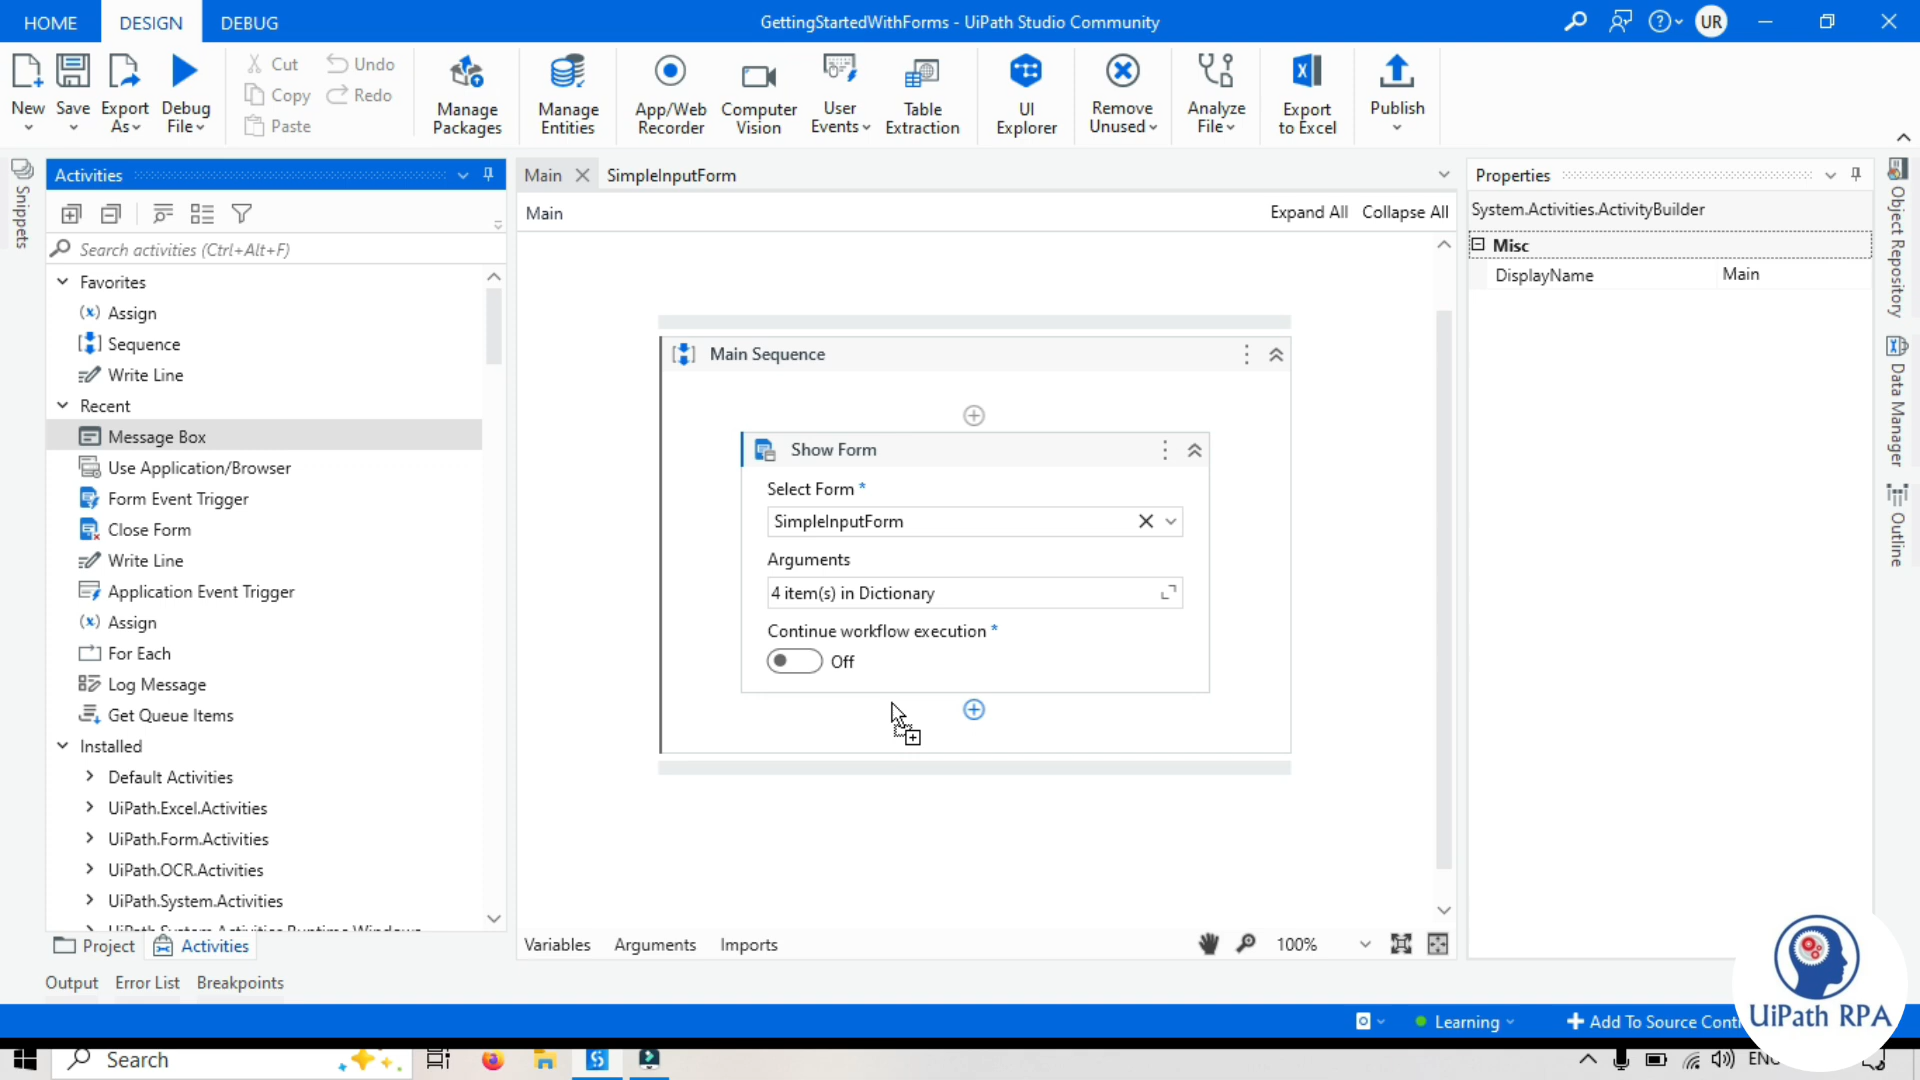 HOME DESIGN DEBUG
GettingStartedWithForms - UiPath Studio Community
UR
New
Save
Export As
Debug File
Cut
Copy
Paste
Undo
Redo
Manage Packages
Manage Entities
App/Web Recorder
Computer Vision
User Events
Table Extraction
UI Explorer
Remove Unused
Analyze File
Export to Excel
Publish
Snippets
Activities
Search activities (Ctrl+Alt+F)
Favorites
Assign
Sequence
Write Line
Recent
Message Box
Use Application/Browser
Form Event Trigger
Close Form
Write Line
Application Event Trigger
Assign
For Each
Log Message
Get Queue Items
Installed
Default Activities
UiPath.Excel.Activities
UiPath.Form.Activities
UiPath.OCR.Activities
UiPath.System.Activities
Project
Activities
Main
SimpleInputForm
Main
Expand All Collapse All
Main Sequence
Show Form
Select Form *
SimpleInputForm
Arguments
4 item(s) in Dictionary
Continue workflow execution *
Off
Variables Arguments Imports
100%
Properties
System.Activities.ActivityBuilder
Misc
DisplayName Main
Object Repository
Data Manager
Outline
Output Error List Breakpoints
Learning
Add To Source
UiPath RPA
Search